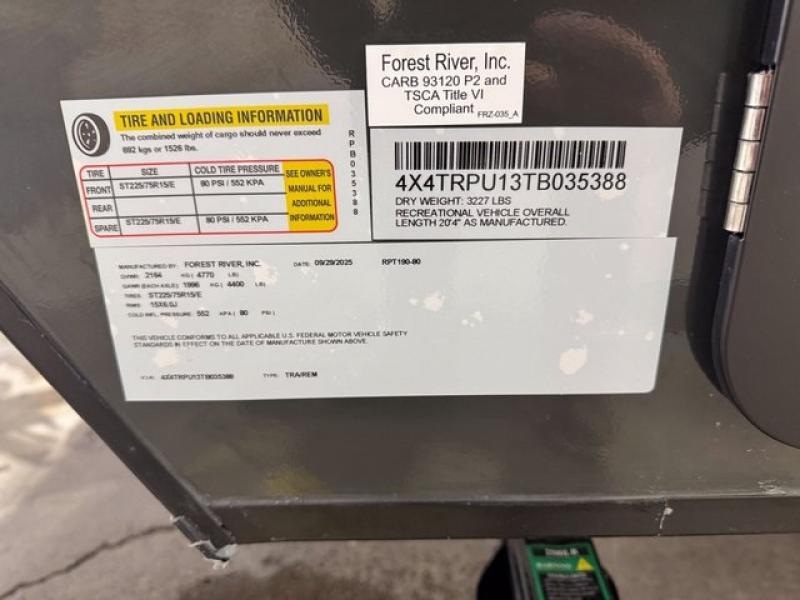 Forest River, Inc.
CARB 93120 P2 and
TSCA Title VI
Compliant
FRZ-035_A
TIRE AND LOADING INFORMATION
The combined weight of cargo should never exceed
692 kgs or 1526 lbs.
RPB035388
TIRE SIZE COLD TIRE PRESSURE SEE OWNER'S MANUAL FOR ADDITIONAL INFORMATION
FRONT ST225/75R15/E 80 PSI / 552 KPA
REAR
SPARE ST225/75R15/E 80 PSI / 552 KPA
4X4TRPU13TB035388
DRY WEIGHT: 3227 LBS
RECREATIONAL VEHICLE OVERALL
LENGTH 20'4" AS MANUFACTURED.
MANUFACTURED BY: FOREST RIVER, INC. DATE: 09/29/2025 RPT190-80
GVWR: 2164 KG ( 4770 LB)
GAWR (EACH AXLE): 1996 KG ( 4400 LB)
TIRES: ST225/75R15/E
RIMS: 15X6.0J
COLD INFL. PRESSURE: 552 KPA ( 80 PSI )
THIS VEHICLE CONFORMS TO ALL APPLICABLE U.S. FEDERAL MOTOR VEHICLE SAFETY
STANDARDS IN EFFECT ON THE DATE OF MANUFACTURE SHOWN ABOVE.
V.I.N.: 4X4TRPU13TB035388 TYPE: TRA/REM